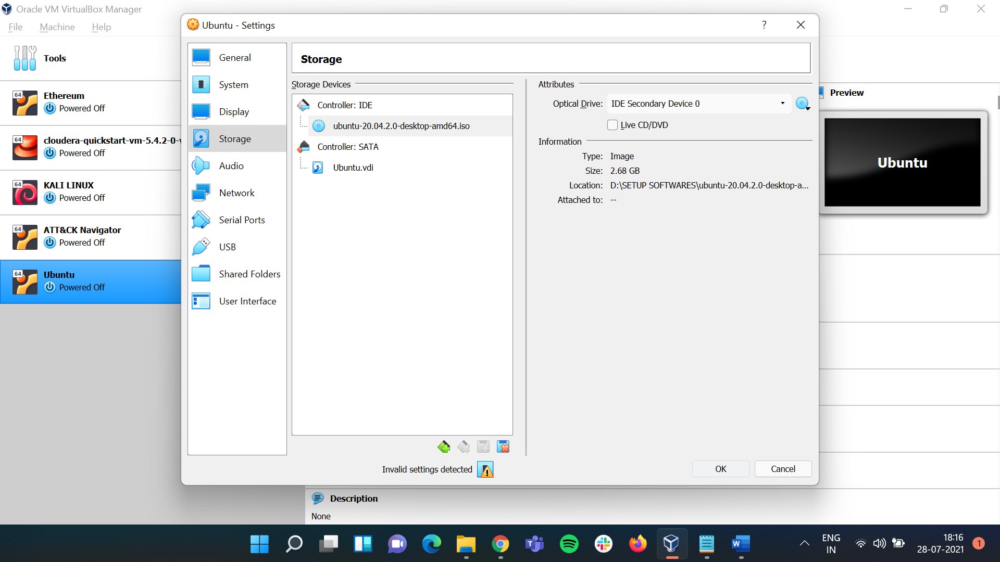 Oracle VM VirtualBox Manager
File Machine Help
Tools
64
Ethereum
Powered Off
64
cloudera-quickstart-vm-5.4.2-0-
Powered Off
64
KALI LINUX
Powered Off
64
ATT&CK Navigator
Powered Off
64
Ubuntu
Powered Off
Ubuntu - Settings
?
General
System
Display
Storage
Audio
Network
Serial Ports
USB
Shared Folders
User Interface
Storage
Storage Devices
Controller: IDE
ubuntu-20.04.2.0-desktop-amd64.iso
Controller: SATA
Ubuntu.vdi
Attributes
Optical Drive: IDE Secondary Device 0
Live CD/DVD
Information
Type: Image
Size: 2.68 GB
Location: D:\SETUP SOFTWARES\ubuntu-20.04.2.0-desktop-a...
Attached to: --
Invalid settings detected
OK Cancel
Preview
Ubuntu
Description
None
ENG
IN
18:16
28-07-2021
1